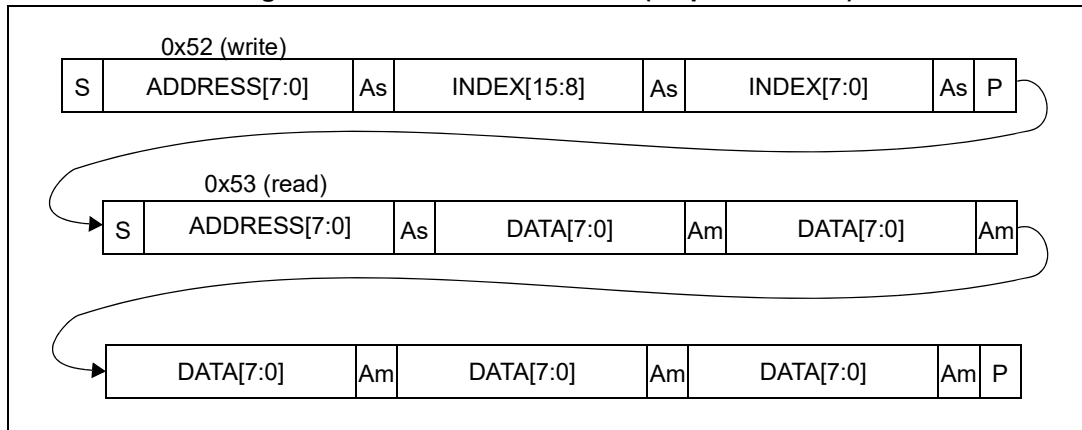 0x52 (write)
S ADDRESS[7:0] As INDEX[15:8] As INDEX[7:0] As P
0x53 (read)
S ADDRESS[7:0] As DATA[7:0] Am DATA[7:0] Am
DATA[7:0] Am DATA[7:0] Am DATA[7:0] Am P